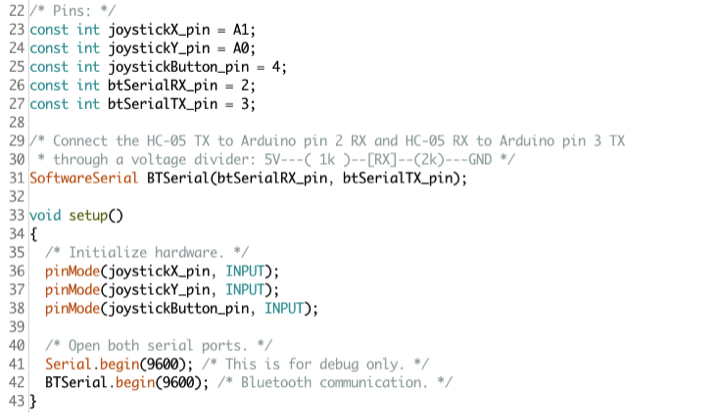 22 /* Pins: */
23 const int joystickX_pin = A1;
24 const int joystickY_pin = A0;
25 const int joystickButton_pin = 4;
26 const int btSerialRX_pin = 2;
27 const int btSerialTX_pin = 3;
28
29 /* Connect the HC-05 TX to Arduino pin 2 RX and HC-05 RX to Arduino pin 3 TX
30  * through a voltage divider: 5V---( 1k )--[RX]--(2k)---GND */
31 SoftwareSerial BTSerial(btSerialRX_pin, btSerialTX_pin);
32
33 void setup()
34 {
35   /* Initialize hardware. */
36   pinMode(joystickX_pin, INPUT);
37   pinMode(joystickY_pin, INPUT);
38   pinMode(joystickButton_pin, INPUT);
39
40   /* Open both serial ports. */
41   Serial.begin(9600); /* This is for debug only. */
42   BTSerial.begin(9600); /* Bluetooth communication. */
43 }